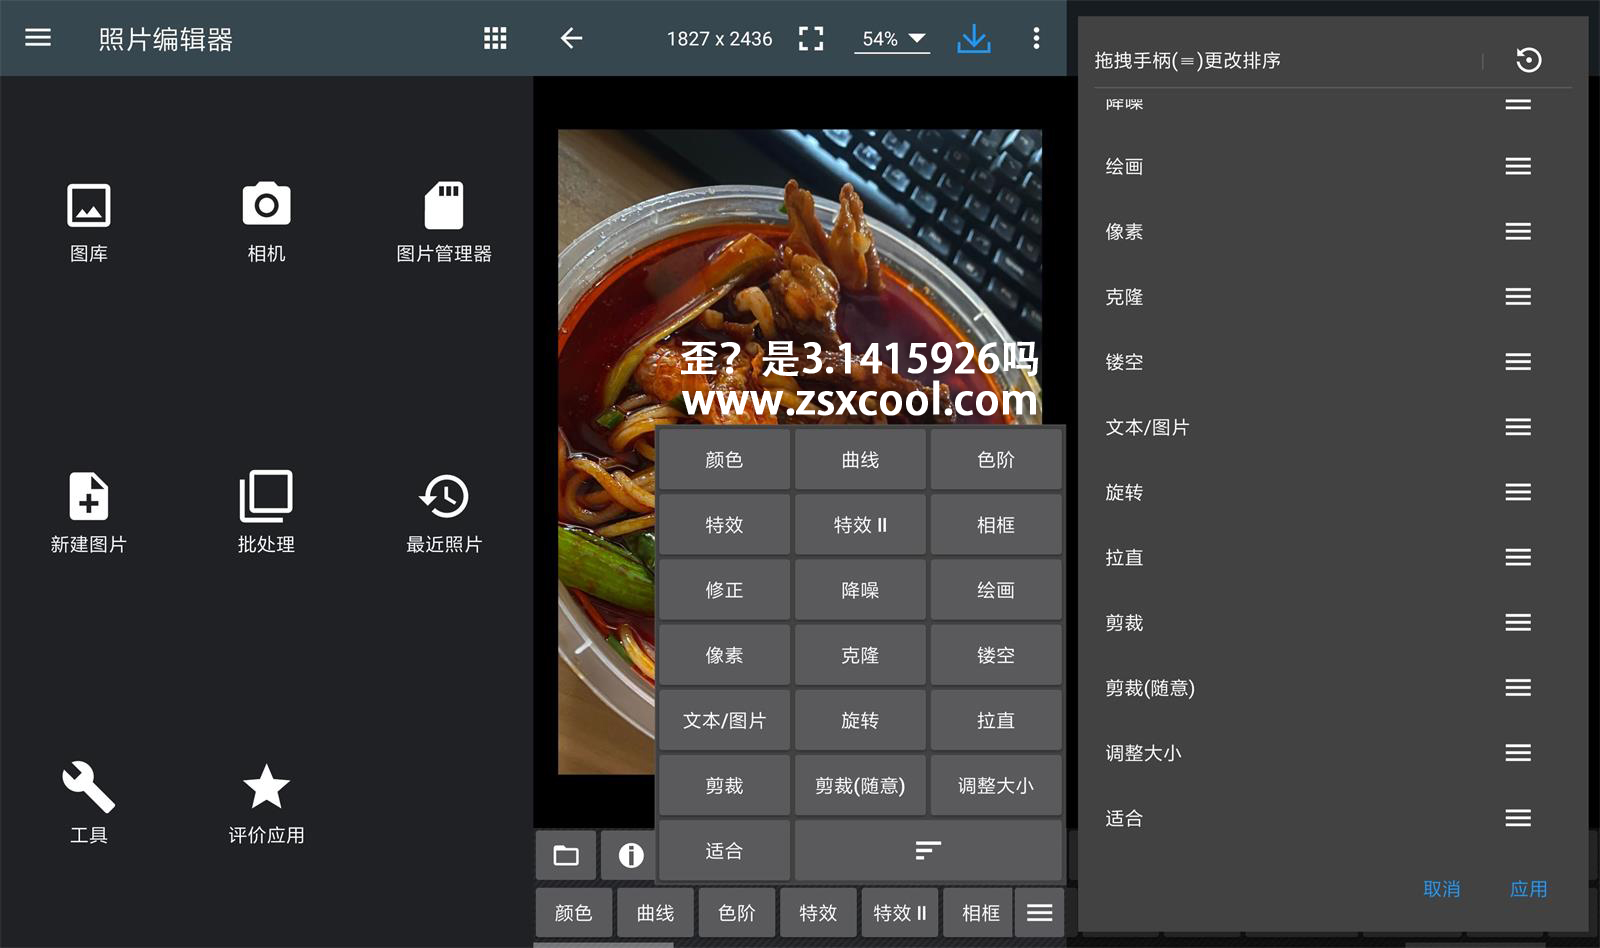 照片编辑器
图库
相机
图片管理器
新建图片
批处理
最近照片
工具
评价应用
1827 x 2436
54%
歪？是3.1415926吗
www.zsxcool.com
颜色 曲线 色阶
特效 特效 II 相框
修正 降噪 绘画
像素 克隆 镂空
文本/图片 旋转 拉直
剪裁 剪裁(随意) 调整大小
适合
颜色 曲线 色阶 特效 特效 II 相框
拖拽手柄(≡)更改排序
降噪
绘画
像素
克隆
镂空
文本/图片
旋转
拉直
剪裁
剪裁(随意)
调整大小
适合
取消 应用